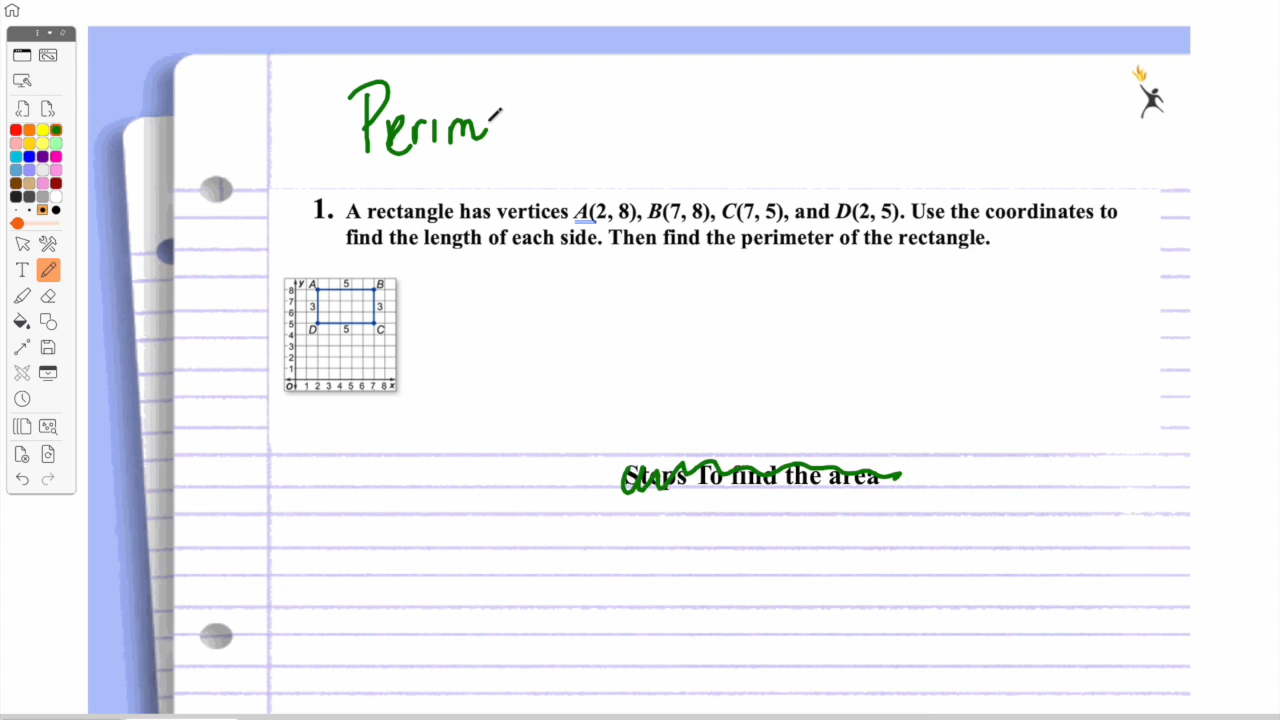 Perim
1. A rectangle has vertices A(2, 8), B(7, 8), C(7, 5), and D(2, 5). Use the coordinates to
find the length of each side. Then find the perimeter of the rectangle.
y A 5 B
8
7
3 3
6
5
D 5 C
4
3
2
1
O 1 2 3 4 5 6 7 8 x
Steps To find the area
T